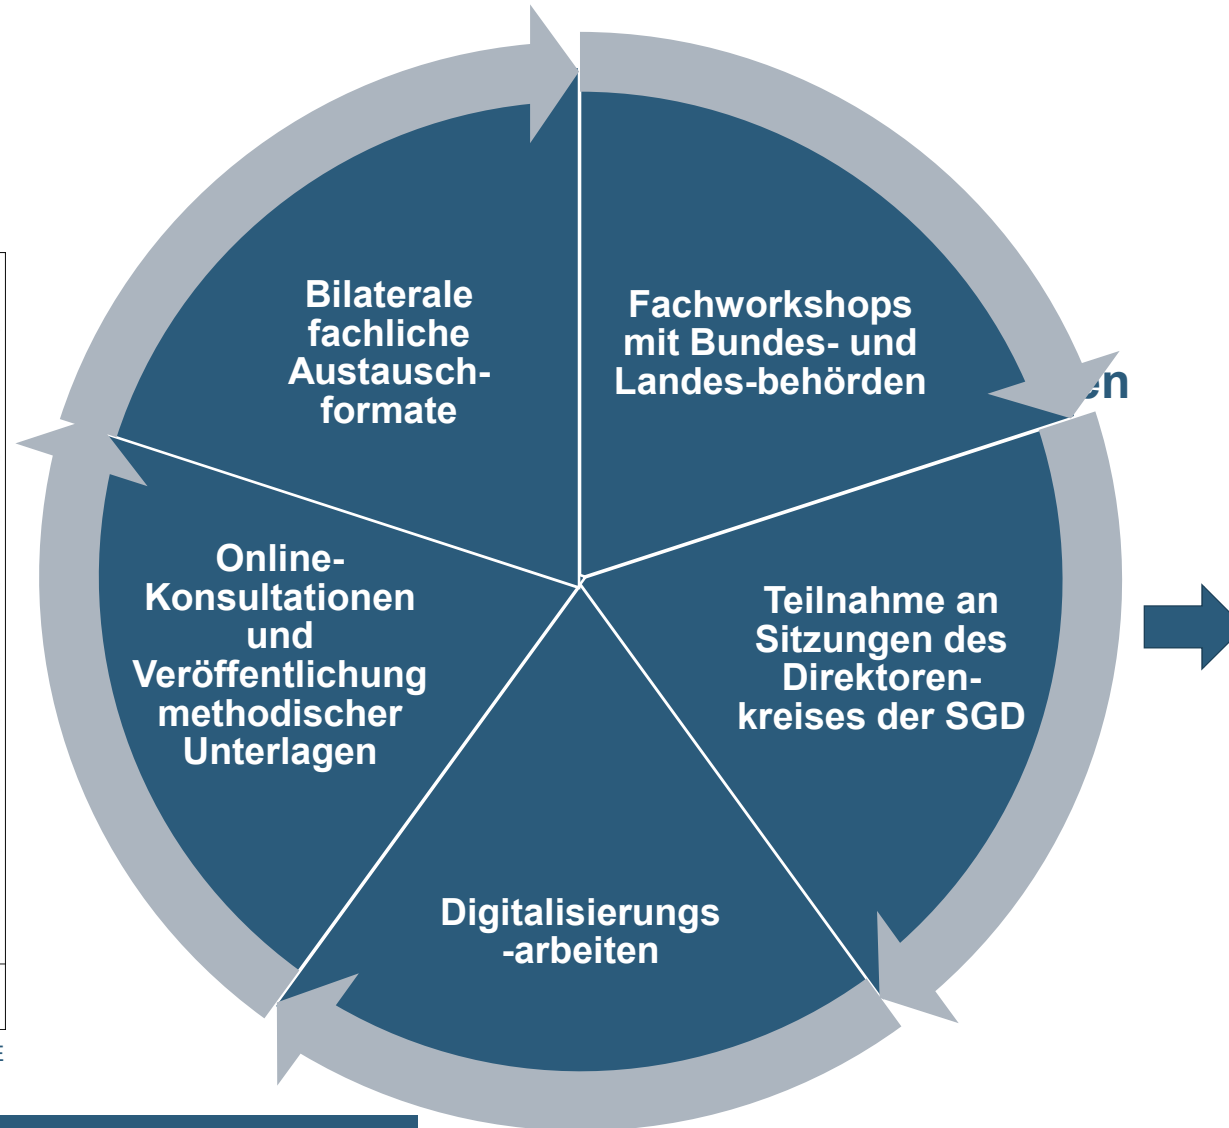 Bilaterale
fachliche
Austausch-
formate
Fachworkshops
mit Bundes- und
Landes-behörden
en
Teilnahme an
Sitzungen des
Direktoren-
kreises der SGD
Digitalisierungs
-arbeiten
Online-
Konsultationen
und
Veröffentlichung
methodischer
Unterlagen
E